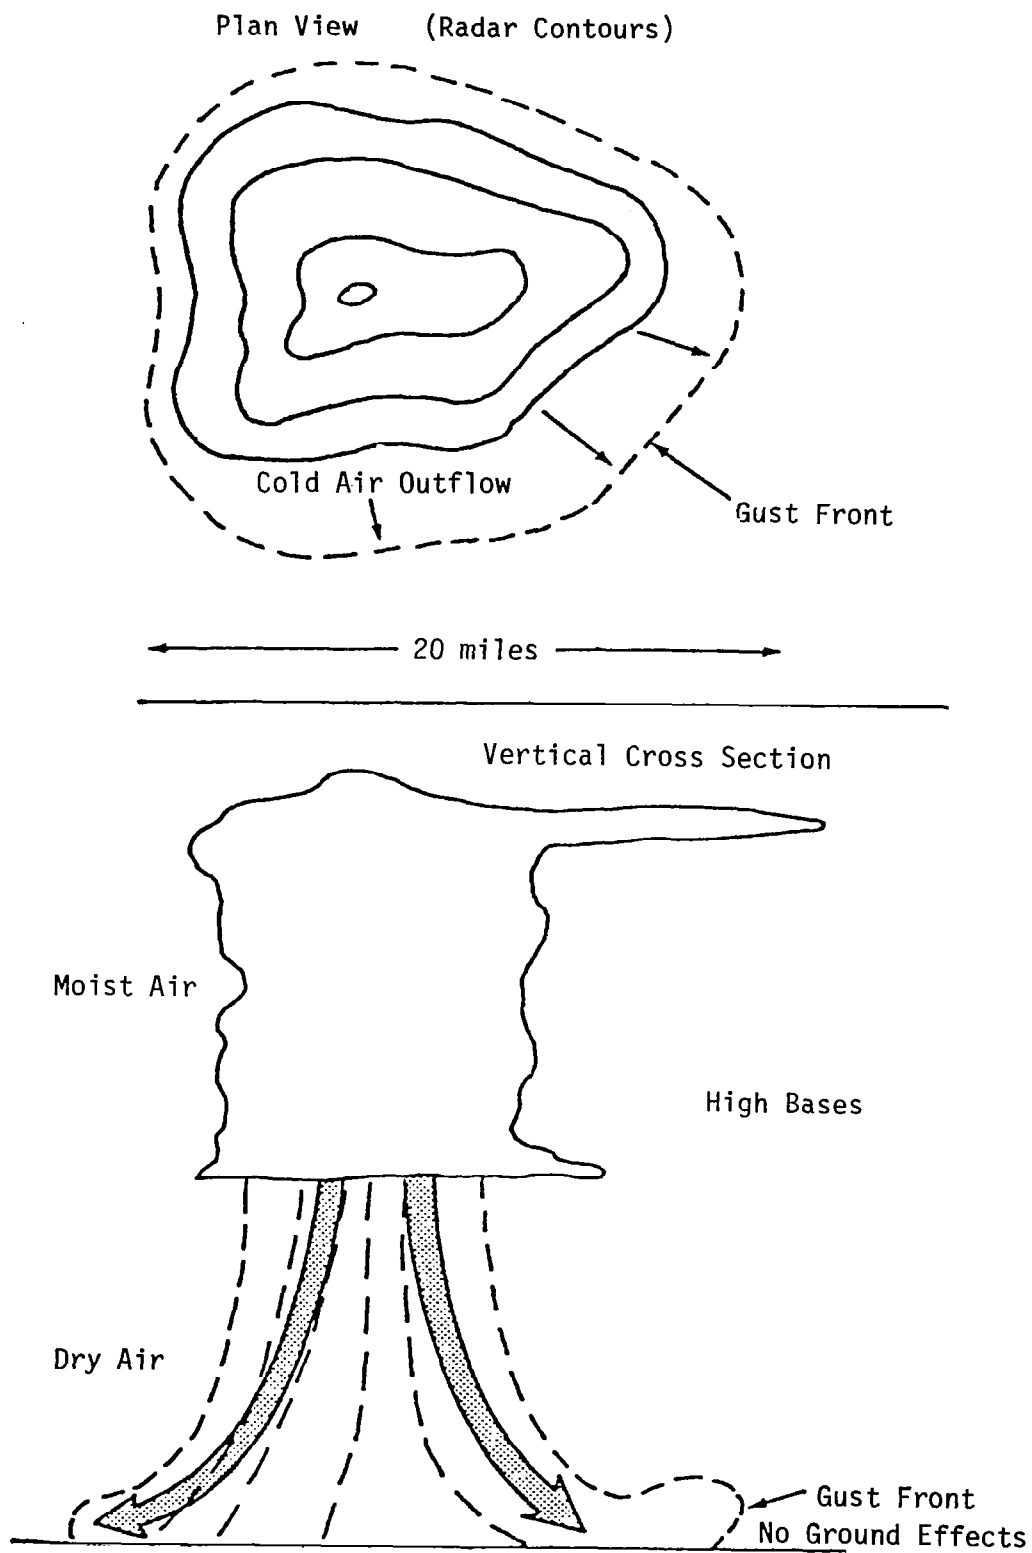 Plan View (Radar Contours)
Cold Air Outflow
Gust Front
20 miles
Vertical Cross Section
Moist Air
High Bases
Dry Air
Gust Front
No Ground Effects